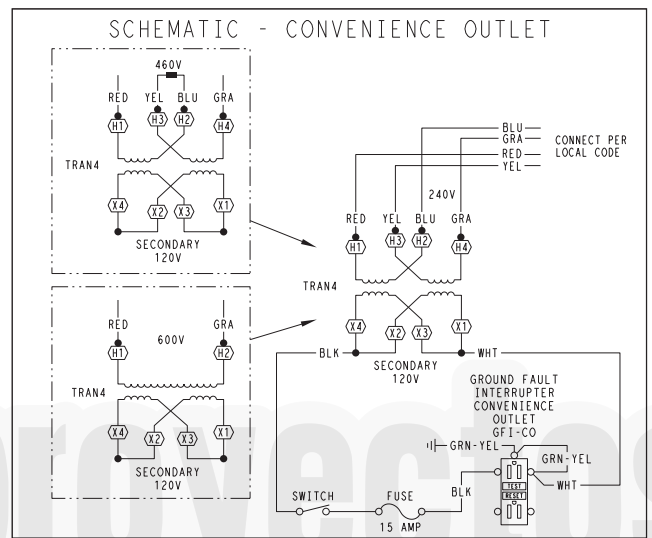 SCHEMATIC - CONVENIENCE OUTLET
460V
RED YEL BLU GRA
H1 H3 H2 H4
TRAN4
X4 X2 X3 X1
SECONDARY
120V
RED GRA
600V
H1 H2
TRAN4
X4 X2 X3 X1
SECONDARY
120V
BLU
GRA
RED
YEL
CONNECT PER
LOCAL CODE
240V
RED YEL BLU GRA
H1 H3 H2 H4
TRAN4
X4 X2 X3 X1
BLK WHT
SECONDARY
120V
GROUND FAULT
INTERRUPTER
CONVENIENCE
OUTLET
GFI-CO
GRN-YEL
GRN-YEL
TEST
RESET
WHT
BLK
SWITCH
FUSE
15 AMP
proyectos